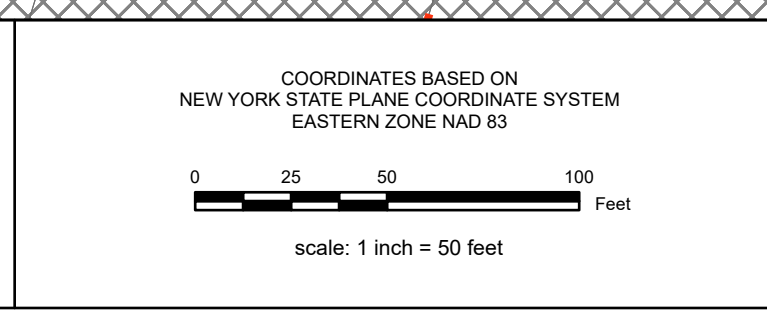 COORDINATES BASED ON
NEW YORK STATE PLANE COORDINATE SYSTEM
EASTERN ZONE NAD 83
0 25 50 100
Feet
scale: 1 inch = 50 feet